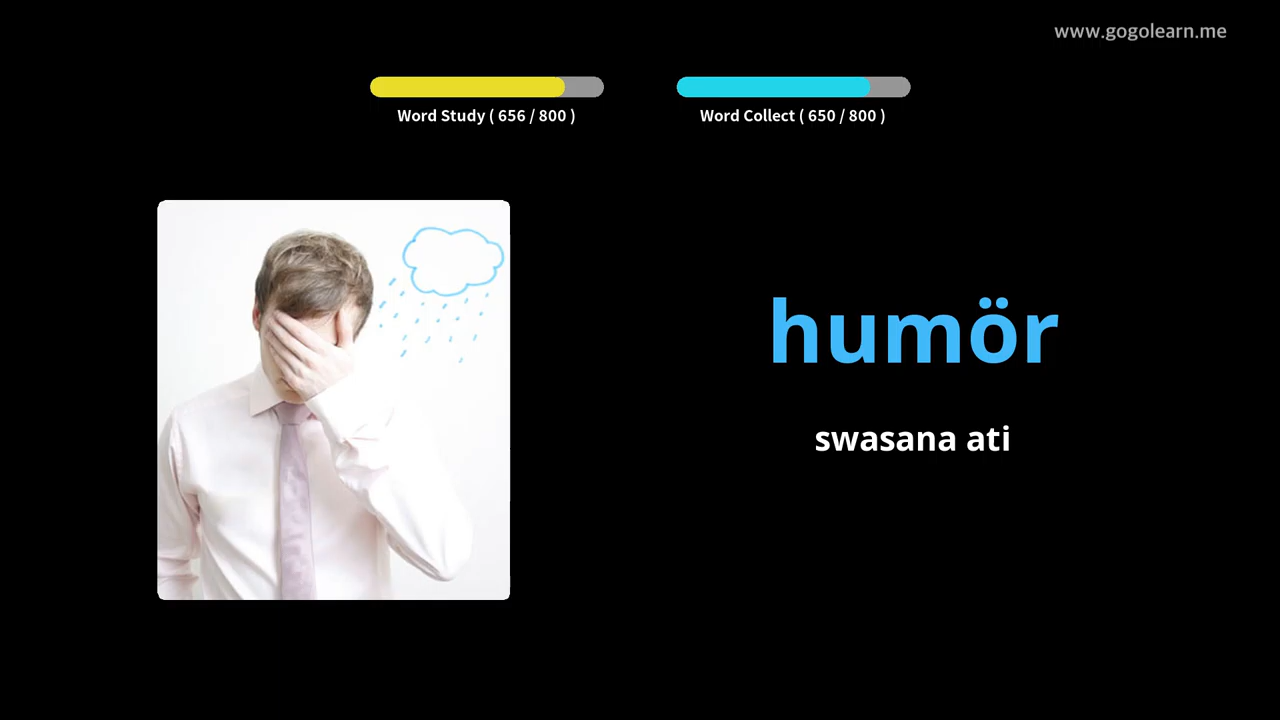 www.gogolearn.me
Word Study ( 656 / 800 )
Word Collect ( 650 / 800 )
humör
swasana ati